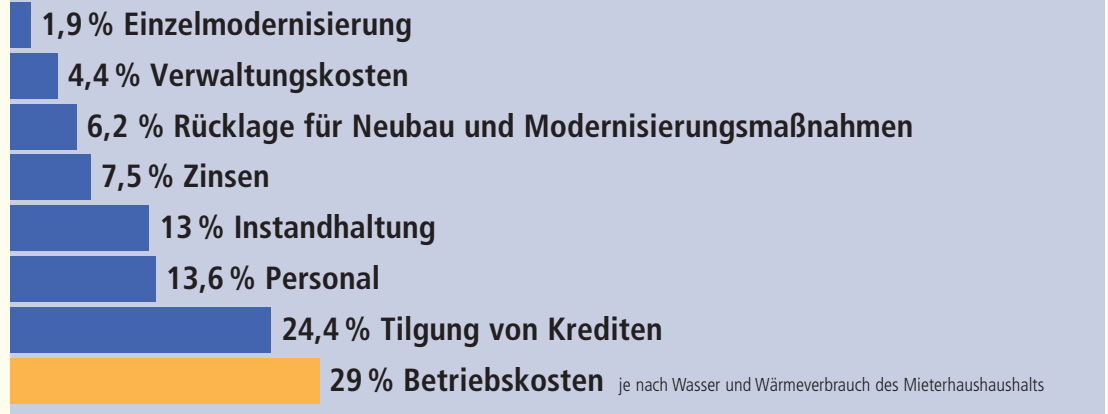 1,9 % Einzelmodernisierung
4,4 % Verwaltungskosten
6,2 % Rücklage für Neubau und Modernisierungsmaßnahmen
7,5 % Zinsen
13 % Instandhaltung
13,6 % Personal
24,4 % Tilgung von Krediten
29 % Betriebskosten je nach Wasser und Wärmeverbrauch des Mieterhaushaushalts